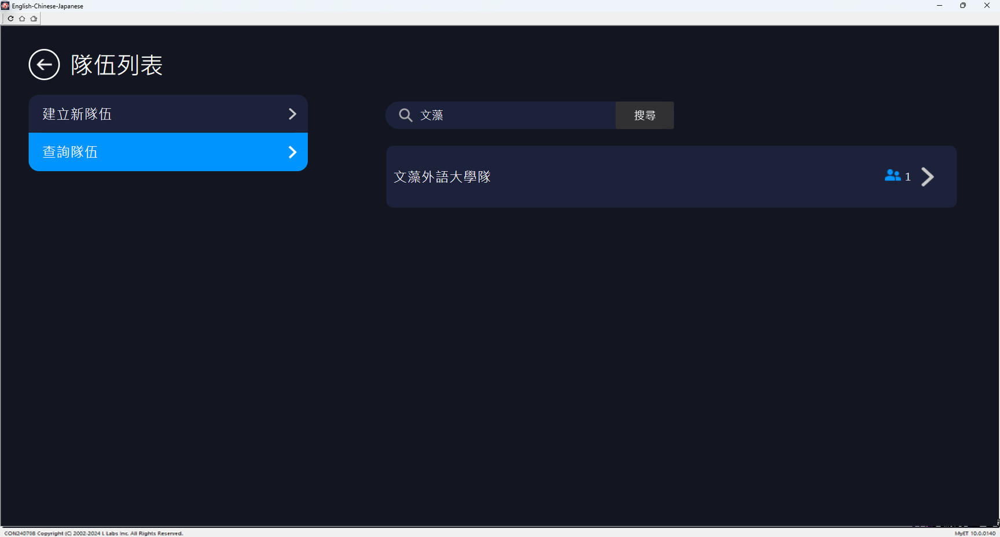 English-Chinese-Japanese
隊伍列表
建立新隊伍
查詢隊伍
文藻
搜尋
文藻外語大學隊
1
CON240708 Copyright (C) 2002-2024 L Labs Inc. All Rights Reserved.
MyET 10.0.0140